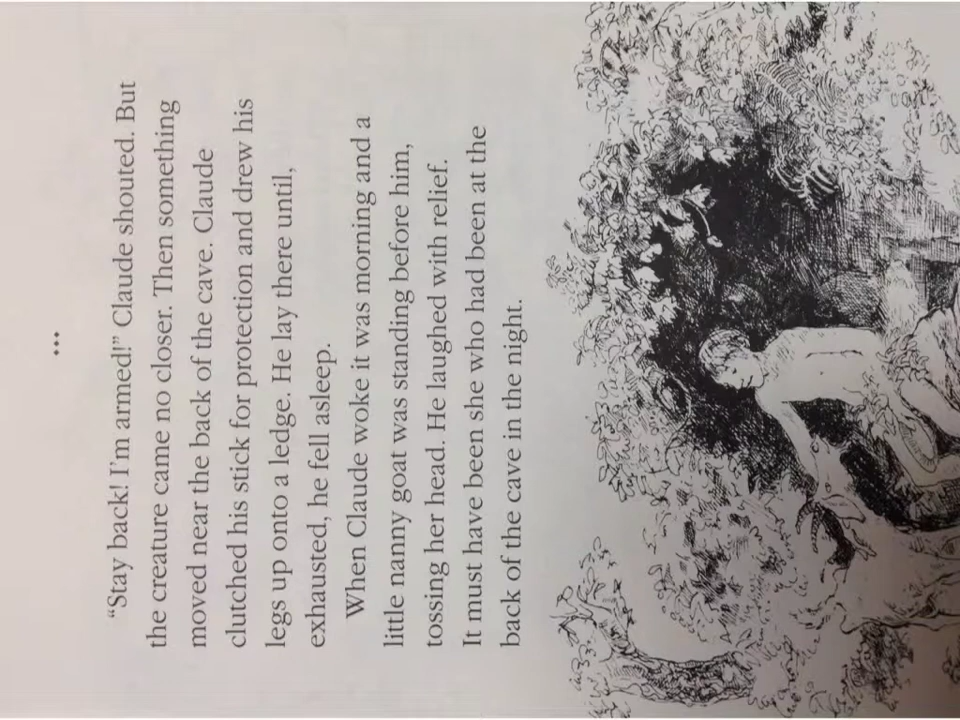 ...
“Stay back! I’m armed!” Claude shouted. But
the creature came no closer. Then something
moved near the back of the cave. Claude
clutched his stick for protection and drew his
legs up onto a ledge. He lay there until,
exhausted, he fell asleep.
When Claude woke it was morning and a
little nanny goat was standing before him,
tossing her head. He laughed with relief.
It must have been she who had been at the
back of the cave in the night.